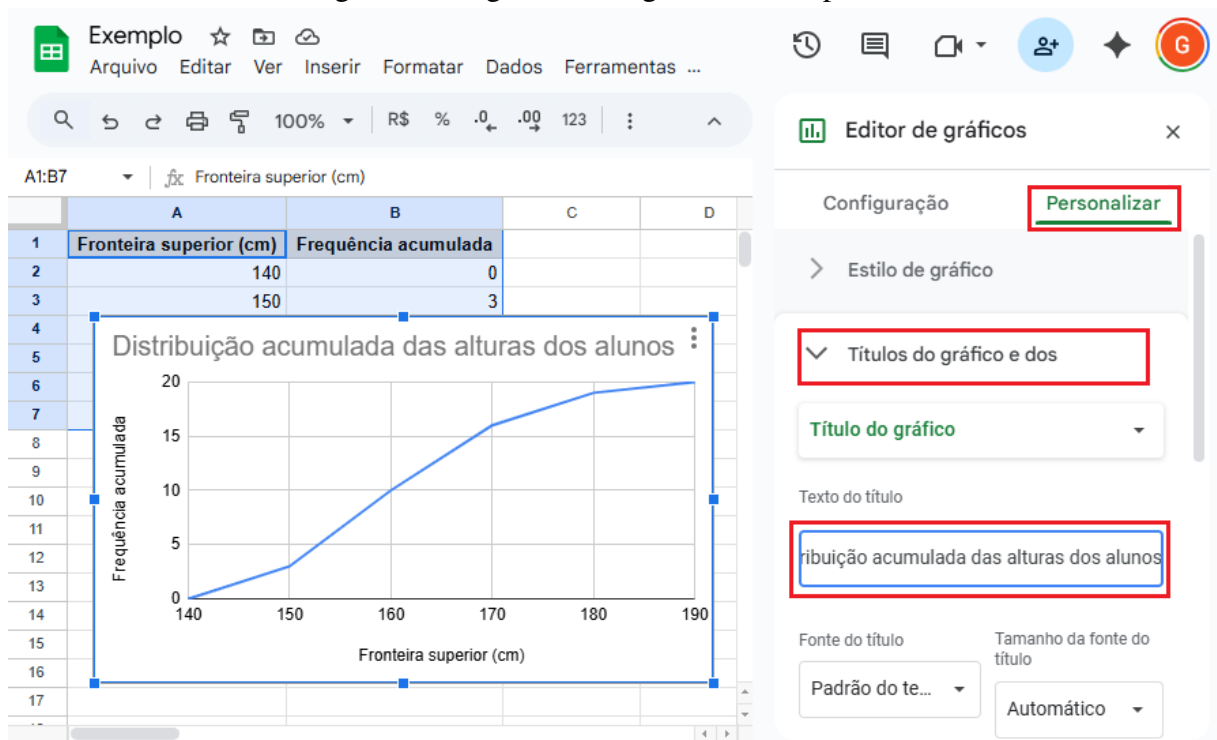 Exemplo
Arquivo Editar Ver Inserir Formatar Dados Ferramentas ...
G
100% R$ % .0 .00 123
A1:B7 fx Fronteira superior (cm)
A B C D
1 Fronteira superior (cm) Frequência acumulada
2 140 0
3 150 3
4
5
6
7
8
9
10
11
12
13
14
15
16
17
Distribuição acumulada das alturas dos alunos
Frequência acumulada
20
15
10
5
0
140 150 160 170 180 190
Fronteira superior (cm)
Editor de gráficos
Configuração Personalizar
Estilo de gráfico
Títulos do gráfico e dos
Título do gráfico
Texto do título
ribuição acumulada das alturas dos alunos
Fonte do título
Tamanho da fonte do
título
Padrão do te...
Automático